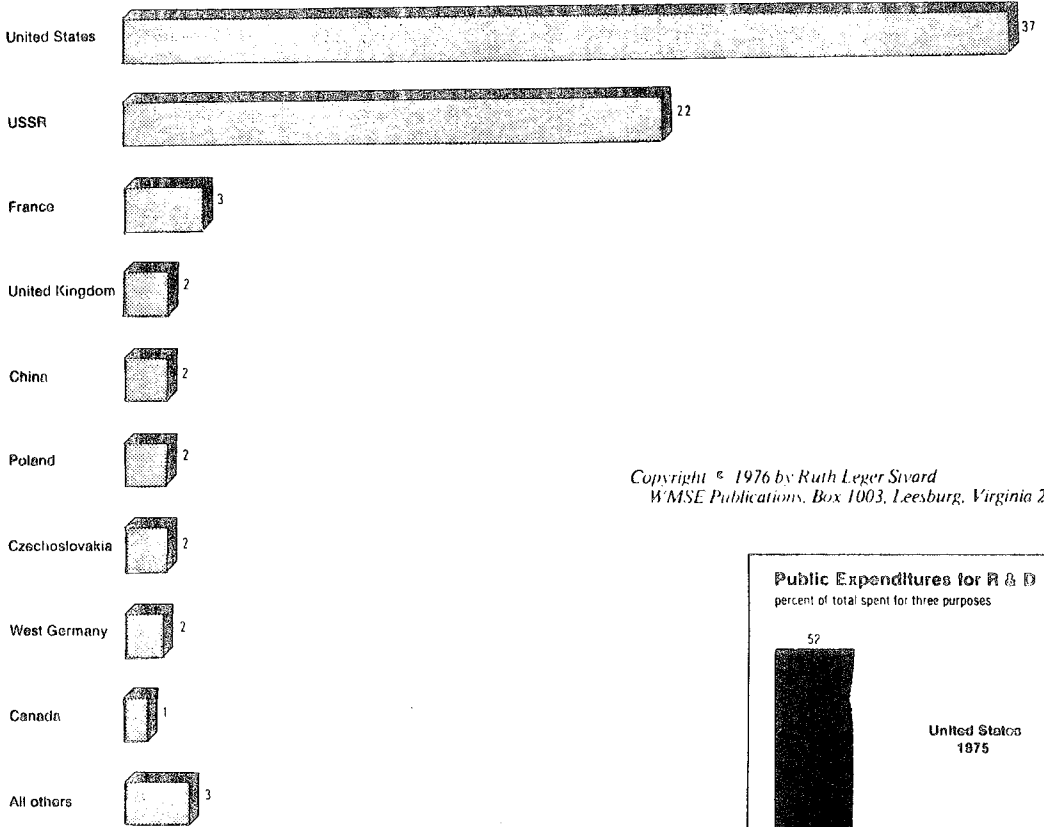 United States 37
USSR 22
France 3
United Kingdom 2
China 2
Poland 2
Czechoslovakia 2
West Germany 2
Canada 1
All others 3
Copyright © 1976 by Ruth Leger Sivard
WMSE Publications, Box 1003, Leesburg, Virginia 2
Public Expenditures for R & D
percent of total spent for three purposes
52
United States
1975